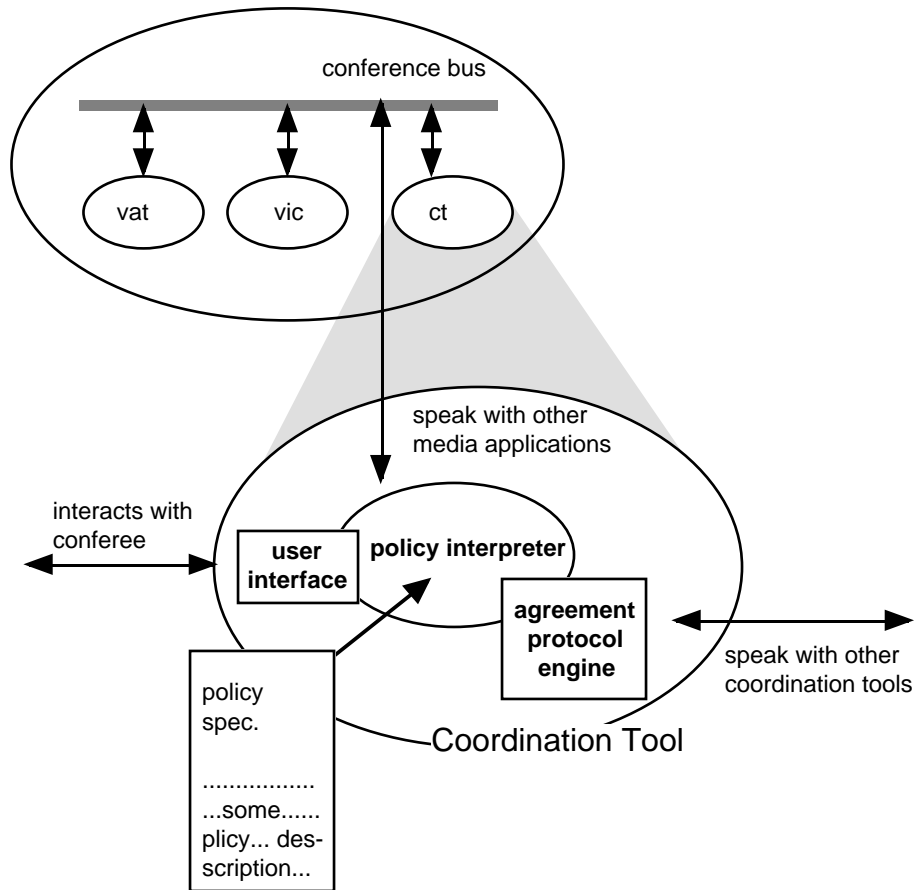 conference bus
vat
vic
ct
speak with other
media applications
interacts with
conferee
user
interface
policy interpreter
agreement
protocol
engine
speak with other
coordination tools
policy
spec.
Coordination Tool
.................
...some......
plicy... des-
scription...